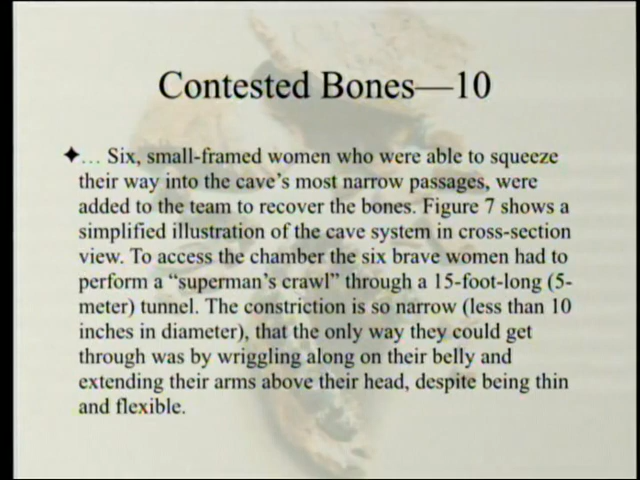 Contested Bones—10
✦… Six, small-framed women who were able to squeeze
their way into the cave’s most narrow passages, were
added to the team to recover the bones. Figure 7 shows a
simplified illustration of the cave system in cross-section
view. To access the chamber the six brave women had to
perform a “superman’s crawl” through a 15-foot-long (5-
meter) tunnel. The constriction is so narrow (less than 10
inches in diameter), that the only way they could get
through was by wriggling along on their belly and
extending their arms above their head, despite being thin
and flexible.